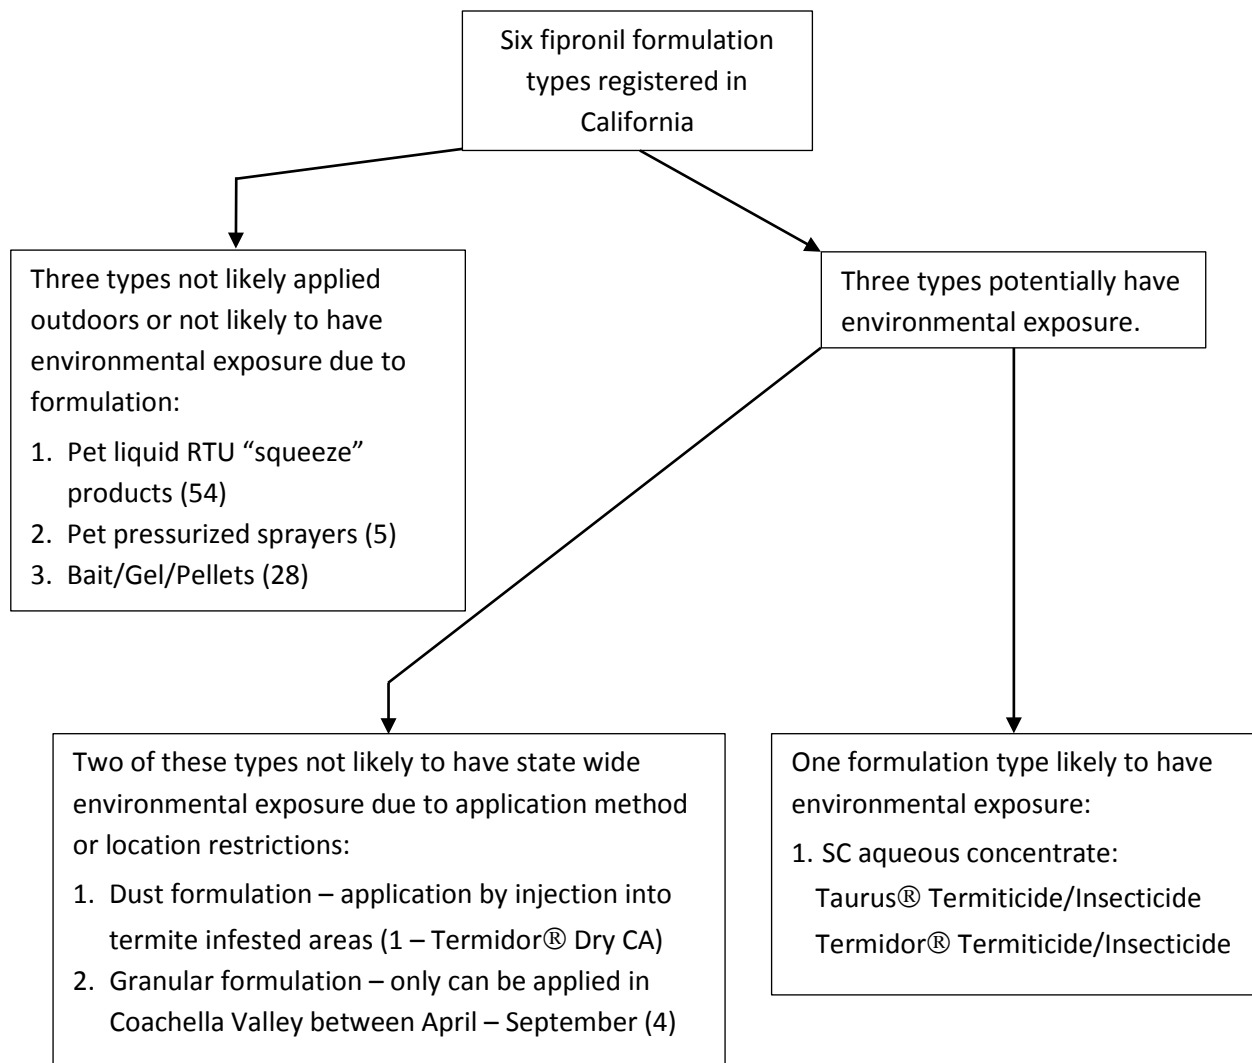 Six fipronil formulation
types registered in
California
Three types not likely applied
outdoors or not likely to have
environmental exposure due to
formulation:
1. Pet liquid RTU “squeeze”
products (54)
2. Pet pressurized sprayers (5)
3. Bait/Gel/Pellets (28)
Three types potentially have
environmental exposure.
Two of these types not likely to have state wide
environmental exposure due to application method
or location restrictions:
1. Dust formulation – application by injection into
termite infested areas (1 – Termidor® Dry CA)
2. Granular formulation – only can be applied in
Coachella Valley between April – September (4)
One formulation type likely to have
environmental exposure:
1. SC aqueous concentrate:
Taurus® Termiticide/Insecticide
Termidor® Termiticide/Insecticide